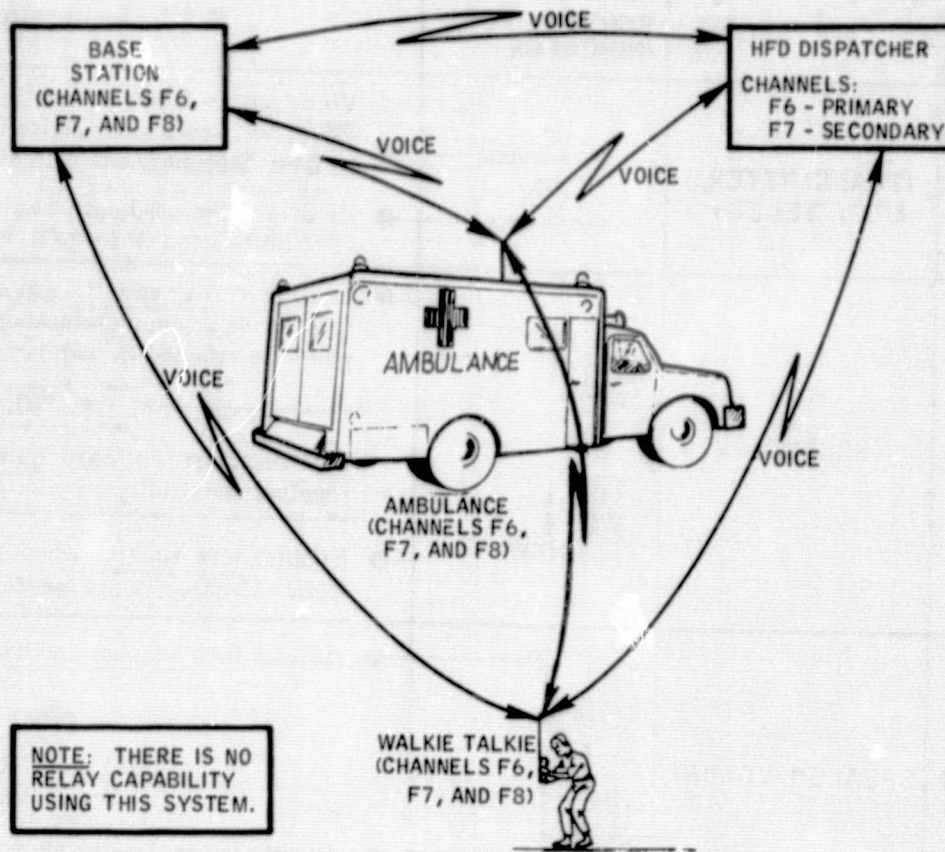 VOICE
BASE
STATION
(CHANNELS F6,
F7, AND F8)
HFD DISPATCHER
CHANNELS:
F6 - PRIMARY
F7 - SECONDARY
VOICE
VOICE
AMBULANCE
VOICE
VOICE
AMBULANCE
(CHANNELS F6,
F7, AND F8)
WALKIE TALKIE
(CHANNELS F6,
F7, AND F8)
NOTE: THERE IS NO
RELAY CAPABILITY
USING THIS SYSTEM.